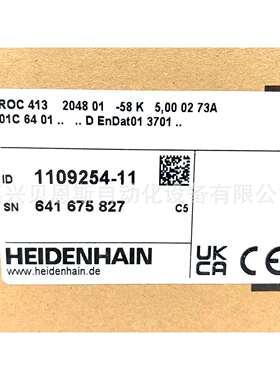 ROC 413 2048 01 -58 K 5,00 02 73A
01C 64 01 .. .. D EnDat01 3701 ..
ID 1109254-11
SN 641 675 827 C5
HEIDENHAIN
www.heidenhain.de
UK
CA
CE